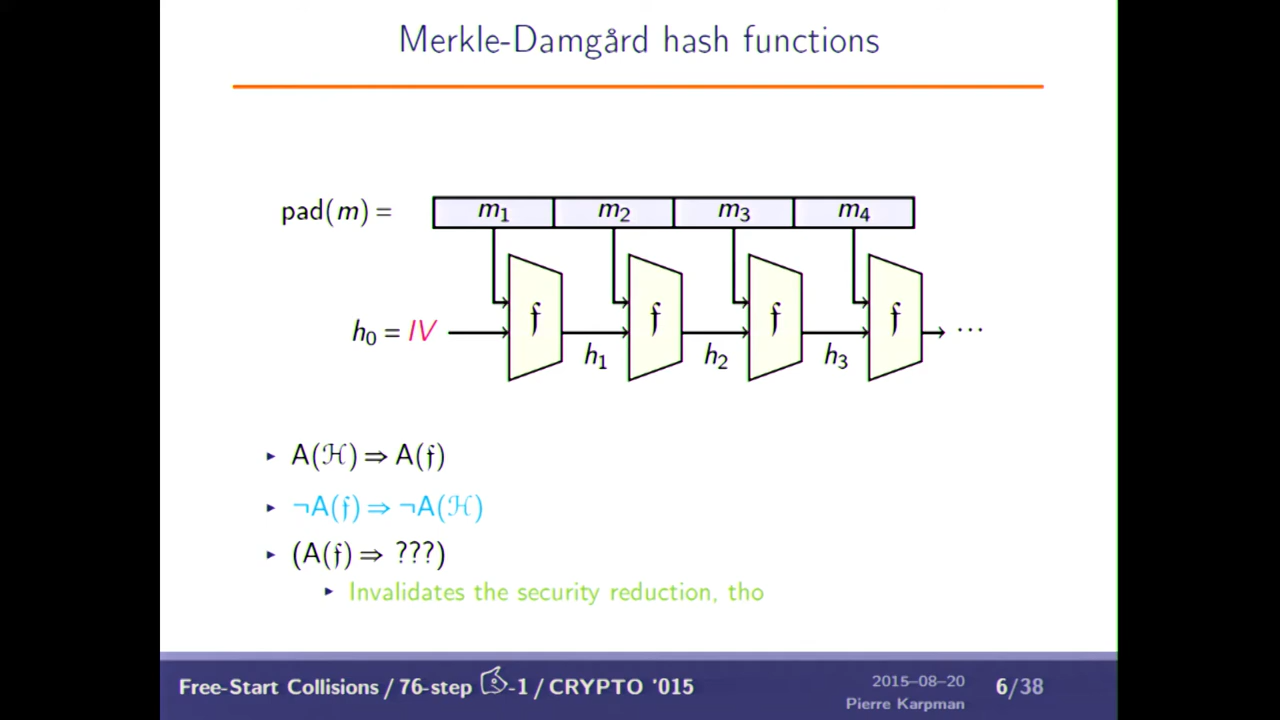 Merkle-Damgård hash functions
pad(m) = m₁ m₂ m₃ m₄
h₀ = IV f f f f ⋯
h₁ h₂ h₃
▸ A(ℋ) ⇒ A(𝔣)
▸ ¬A(𝔣) ⇒ ¬A(ℋ)
▸ (A(𝔣) ⇒ ???)
▸ Invalidates the security reduction, tho
Free-Start Collisions / 76-step -1 / CRYPTO '015
2015–08–20
Pierre Karpman
6/38